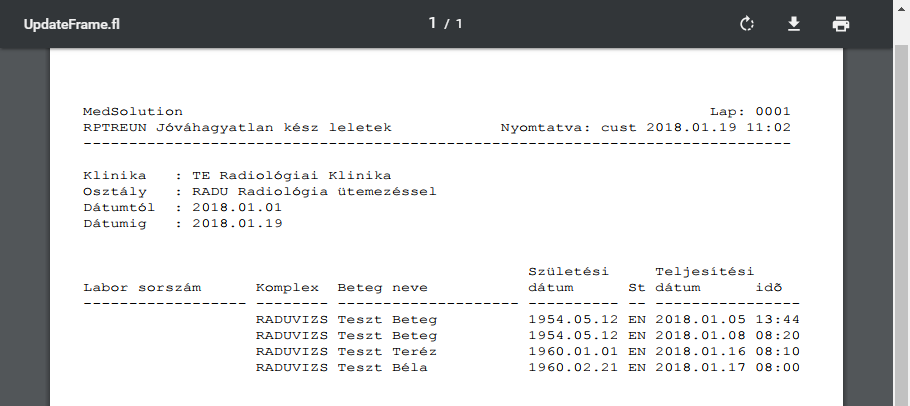 UpdateFrame.fl 1 / 1
MedSolution Lap: 0001
RPTREUN Jóváhagyatlan kész leletek Nyomtatva: cust 2018.01.19 11:02
------------------------------------------------------------------------------
Klinika : TE Radiológiai Klinika
Osztály : RADU Radiológia ütemezéssel
Dátumtól : 2018.01.01
Dátumig : 2018.01.19
Születési Teljesítési
Labor sorszám Komplex Beteg neve dátum St dátum idõ
------------------ -------- -------------------- ---------- -- ----------------
RADUVIZS Teszt Beteg 1954.05.12 EN 2018.01.05 13:44
RADUVIZS Teszt Beteg 1954.05.12 EN 2018.01.08 08:20
RADUVIZS Teszt Teréz 1960.01.01 EN 2018.01.16 08:10
RADUVIZS Teszt Béla 1960.02.21 EN 2018.01.17 08:00